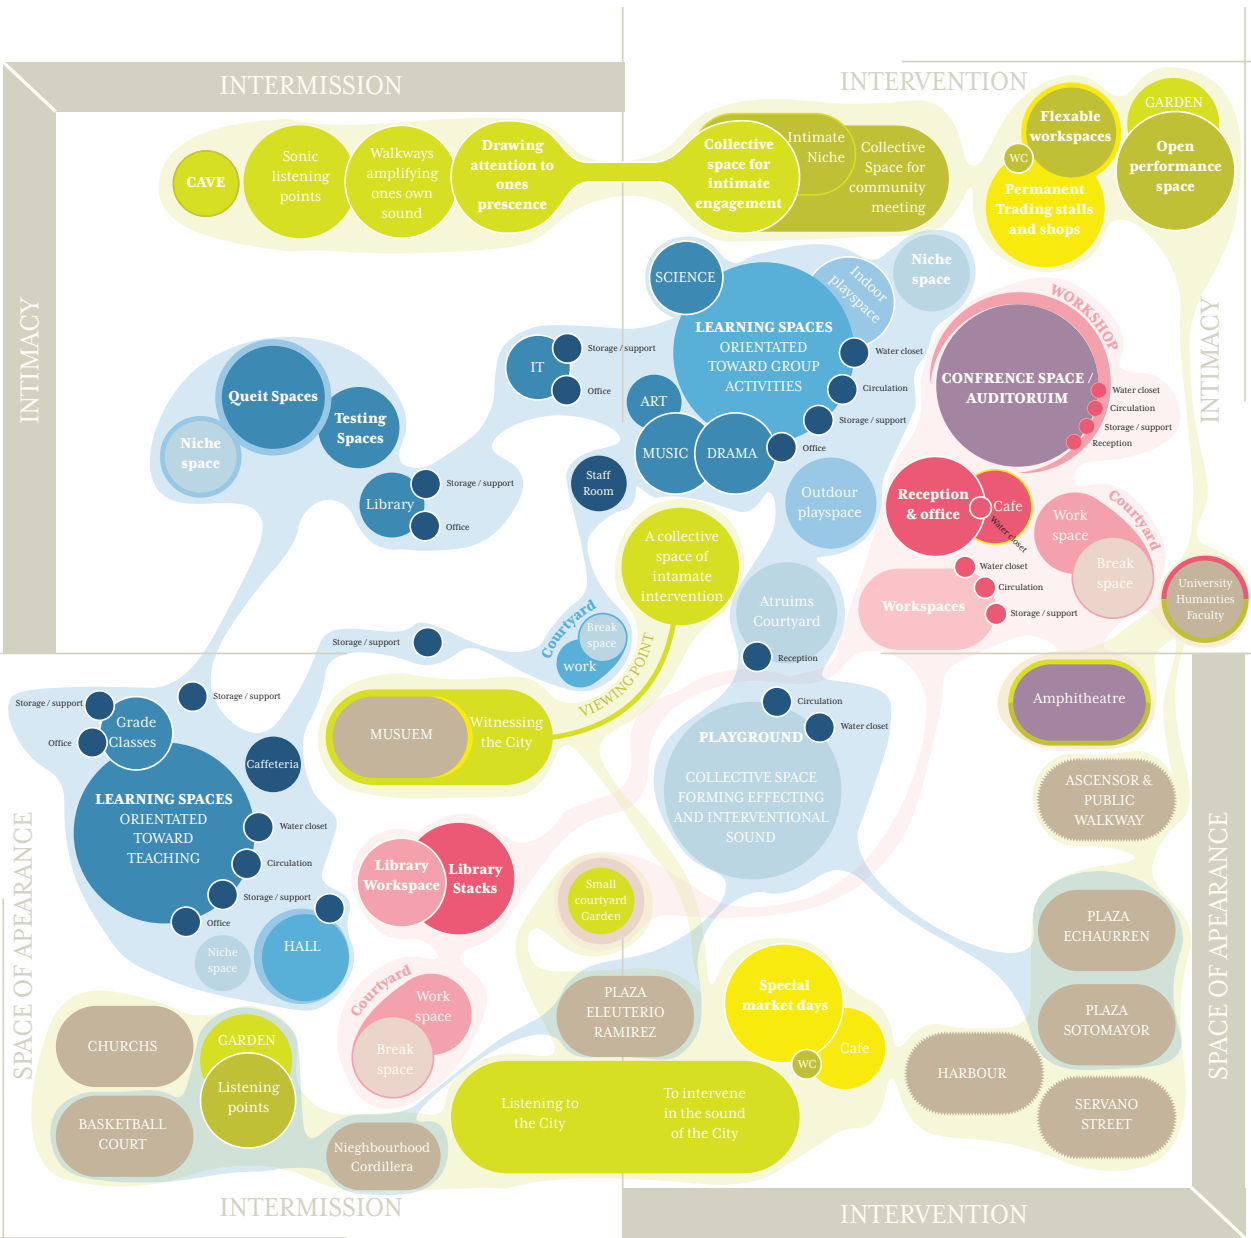 INTERMISSION
INTERVENTION
INTIMACY
INTIMACY
CAVE
Sonic
listening
points
Walkways
amplifying
ones own
sound
Drawing
attention to
ones
prescence
Collective
space for
intimate
engagement
Intimate
Niche
Collective
Space for
community
meeting
Flexable
workspaces
WC
Permanent
Trading stalls
and shops
GARDEN
Open
performance
space
SCIENCE
Indoor
playspace
Niche
space
LEARNING SPACES
ORIENTATED
TOWARD GROUP
ACTIVITIES
Water closet
Circulation
Storage / support
Office
IT
Storage / support
Office
ART
MUSIC
DRAMA
Staff
Room
Outdour
playspace
WORKSHOP
CONFRENCE SPACE /
AUDITORUIM
Water closet
Circulation
Storage / support
Reception
Queit Spaces
Testing
Spaces
Niche
space
Library
Storage / support
Office
Reception
& office
Cafe
Water closet
Work
space
Courtyard
Break
space
Water closet
Circulation
Storage / support
Workspaces
University
Humanties
Faculty
A collective
space of
intamate
intervention
VIEWING POINT
Atruims
Courtyard
Reception
Courtyard
Break
space
work
Storage / support
MUSUEM
Witnessing
the City
Circulation
Water closet
PLAYGROUND
COLLECTIVE SPACE
FORMING EFFECTING
AND INTERVENTIONAL
SOUND
Amphitheatre
ASCENSOR &
PUBLIC
WALKWAY
Storage / support
Storage / support
Grade
Classes
Office
Caffeteria
LEARNING SPACES
ORIENTATED
TOWARD
TEACHING
Water closet
Circulation
Storage / support
Office
Niche
space
HALL
Library
Workspace
Library
Stacks
Small
courtyard
Garden
Courtyard
Work
space
Break
space
PLAZA
ELEUTERIO
RAMIREZ
Special
market days
WC
Cafe
PLAZA
ECHAURREN
PLAZA
SOTOMAYOR
HARBOUR
SERVANO
STREET
SPACE OF APEARANCE
SPACE OF APEARANCE
CHURCHS
GARDEN
Listening
points
BASKETBALL
COURT
Nieghbourhood
Cordillera
Listening to
the City
To intervene
in the sound
of the City
INTERMISSION
INTERVENTION